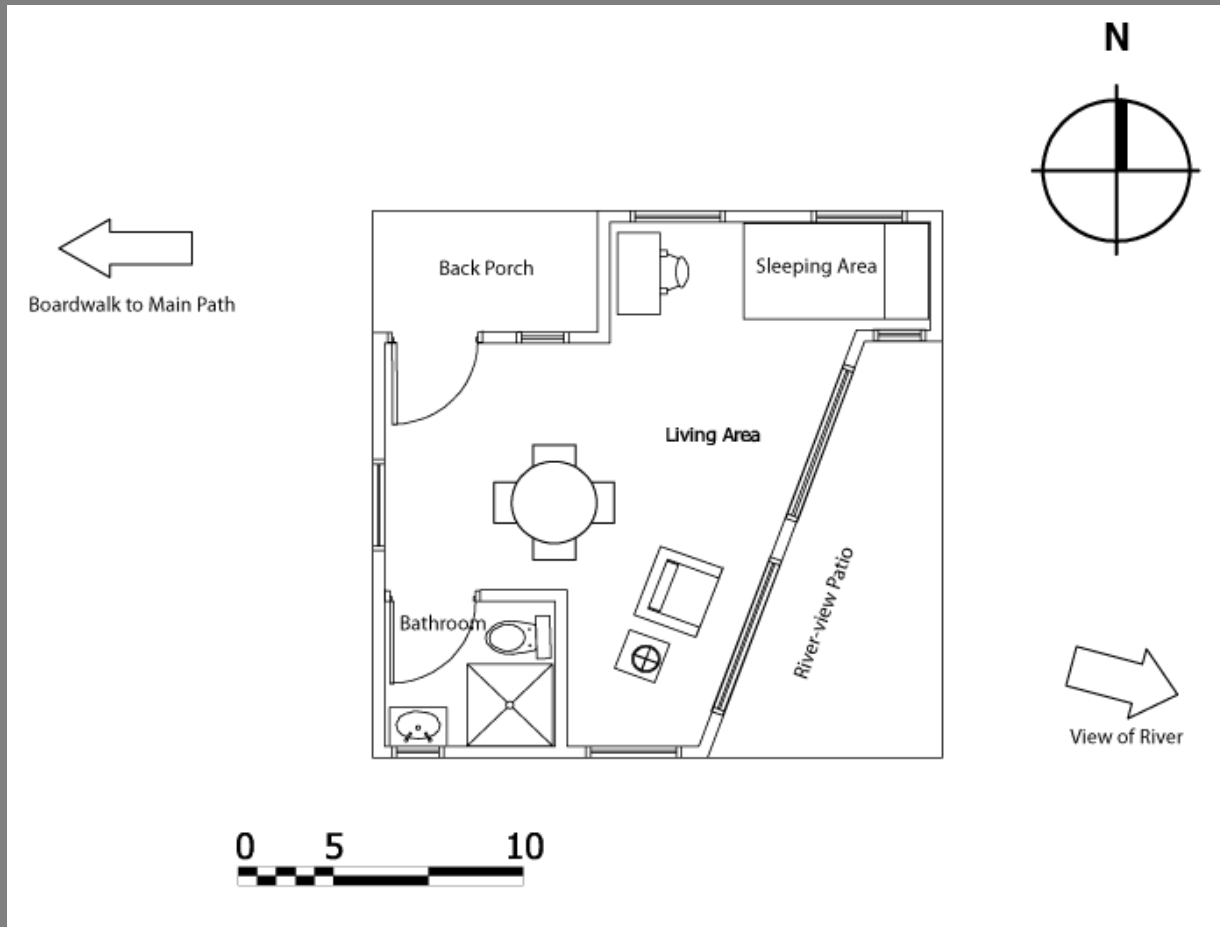 N
Back Porch
Sleeping Area
Boardwalk to Main Path
Living Area
River-view Patio
Bathroom
View of River
0 5 10